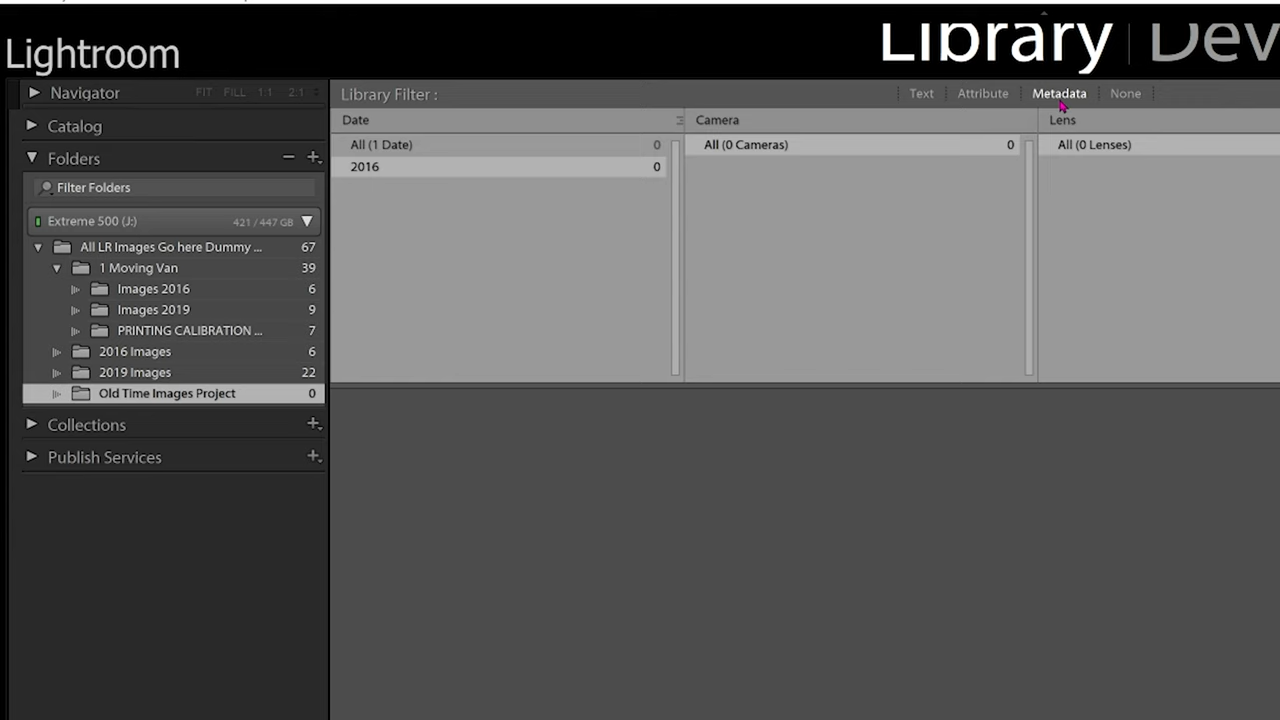 Lightroom
Library | Dev
Navigator FIT FILL 1:1 2:1
Library Filter : Text Attribute Metadata None
Catalog
Date Camera Lens
All (1 Date) 0 All (0 Cameras) 0 All (0 Lenses)
Folders
2016 0
Filter Folders
Extreme 500 (J:) 421 / 447 GB
All LR Images Go here Dummy ... 67
1 Moving Van 39
Images 2016 6
Images 2019 9
PRINTING CALIBRATION ... 7
2016 Images 6
2019 Images 22
Old Time Images Project 0
Collections
Publish Services